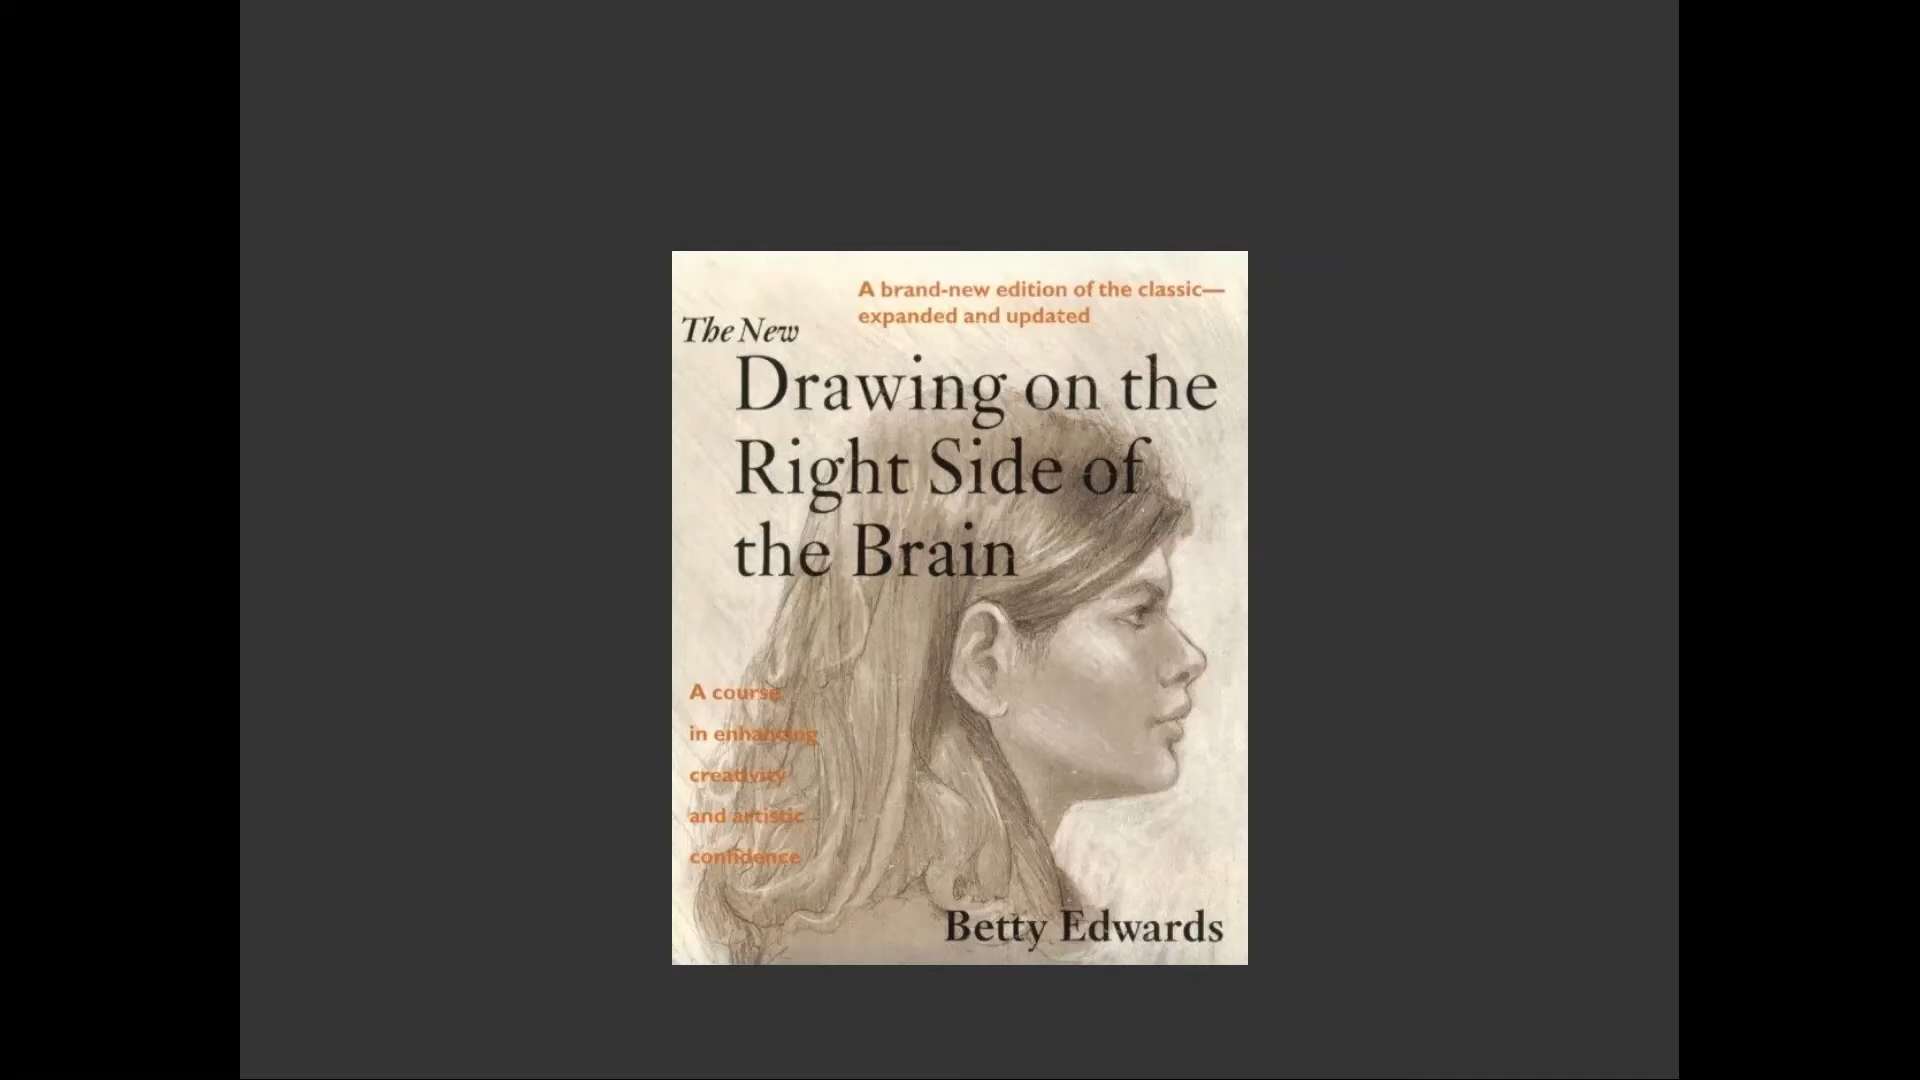 A brand-new edition of the classic—
expanded and updated
The New
Drawing on the
Right Side of
the Brain
A course
in enhancing
creativity
and artistic
confidence
Betty Edwards